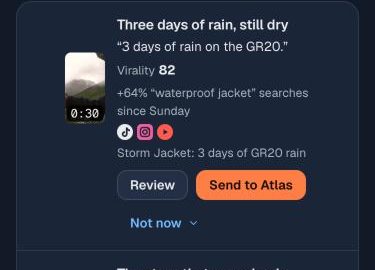 Three days of rain, still dry
“3 days of rain on the GR20.”
Virality 82
0:30
+64% “waterproof jacket” searches
since Sunday
Storm Jacket: 3 days of GR20 rain
Review
Send to Atlas
Not now